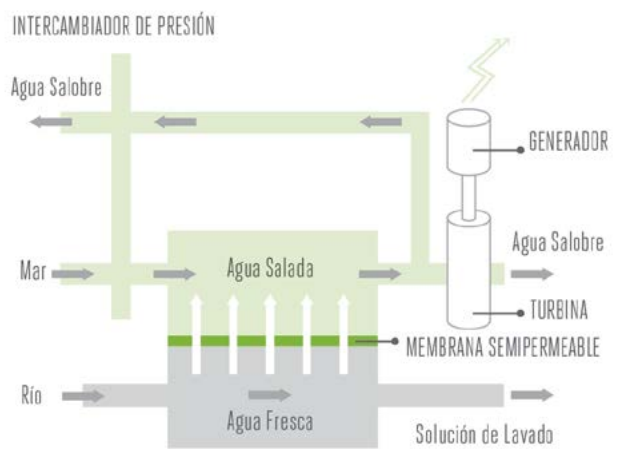 INTERCAMBIADOR DE PRESIÓN
Agua Salobre
GENERADOR
Mar
Agua Salada
Agua Salobre
TURBINA
MEMBRANA SEMIPERMEABLE
Río
Agua Fresca
Solución de Lavado